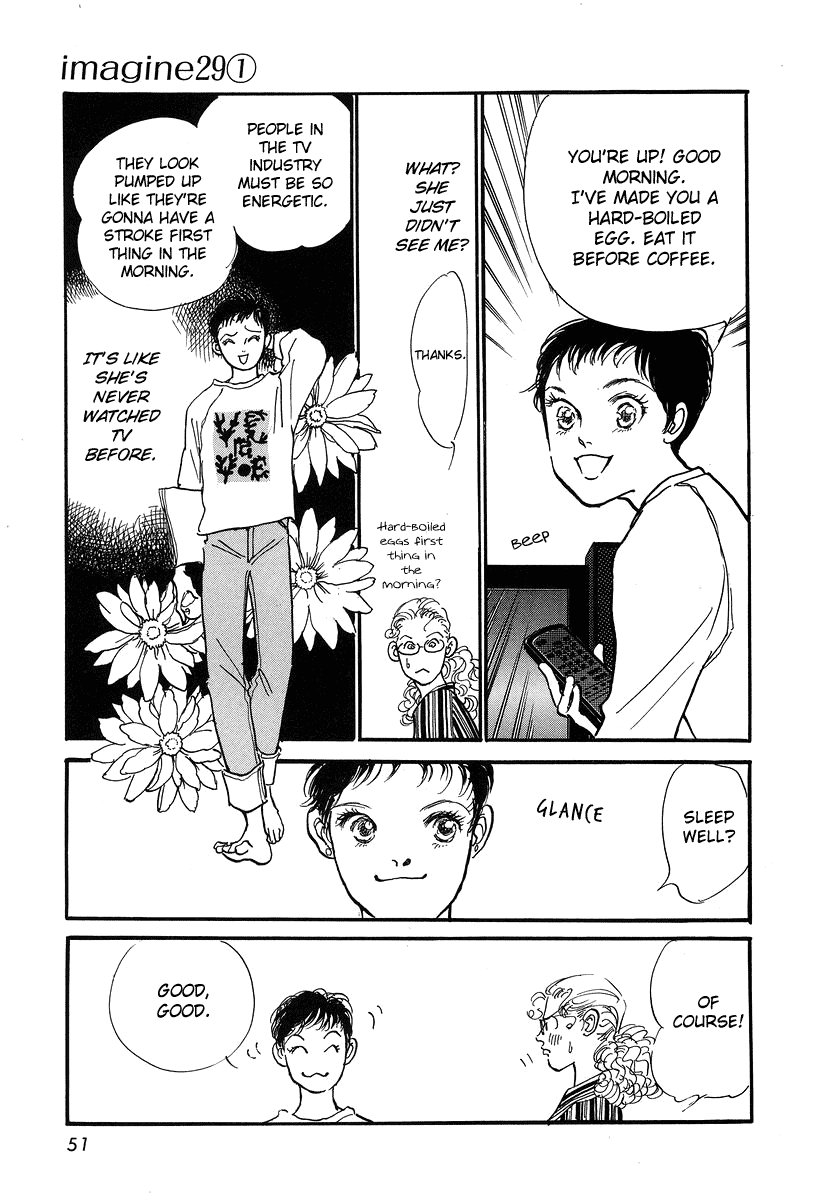 imagine29①
YOU'RE UP! GOOD
MORNING.
I'VE MADE YOU A
HARD-BOILED
EGG. EAT IT
BEFORE COFFEE.
BEEP
WHAT?
SHE
JUST
DIDN'T
SEE ME?
THANKS.
Hard-Boiled
eggs first
thing in
the
morning?
PEOPLE IN
THE TV
INDUSTRY
MUST BE SO
ENERGETIC.
THEY LOOK
PUMPED UP
LIKE THEY'RE
GONNA HAVE A
STROKE FIRST
THING IN THE
MORNING.
IT'S LIKE
SHE'S
NEVER
WATCHED
TV
BEFORE.
SLEEP
WELL?
GLANCE
OF
COURSE!
GOOD,
GOOD.
51